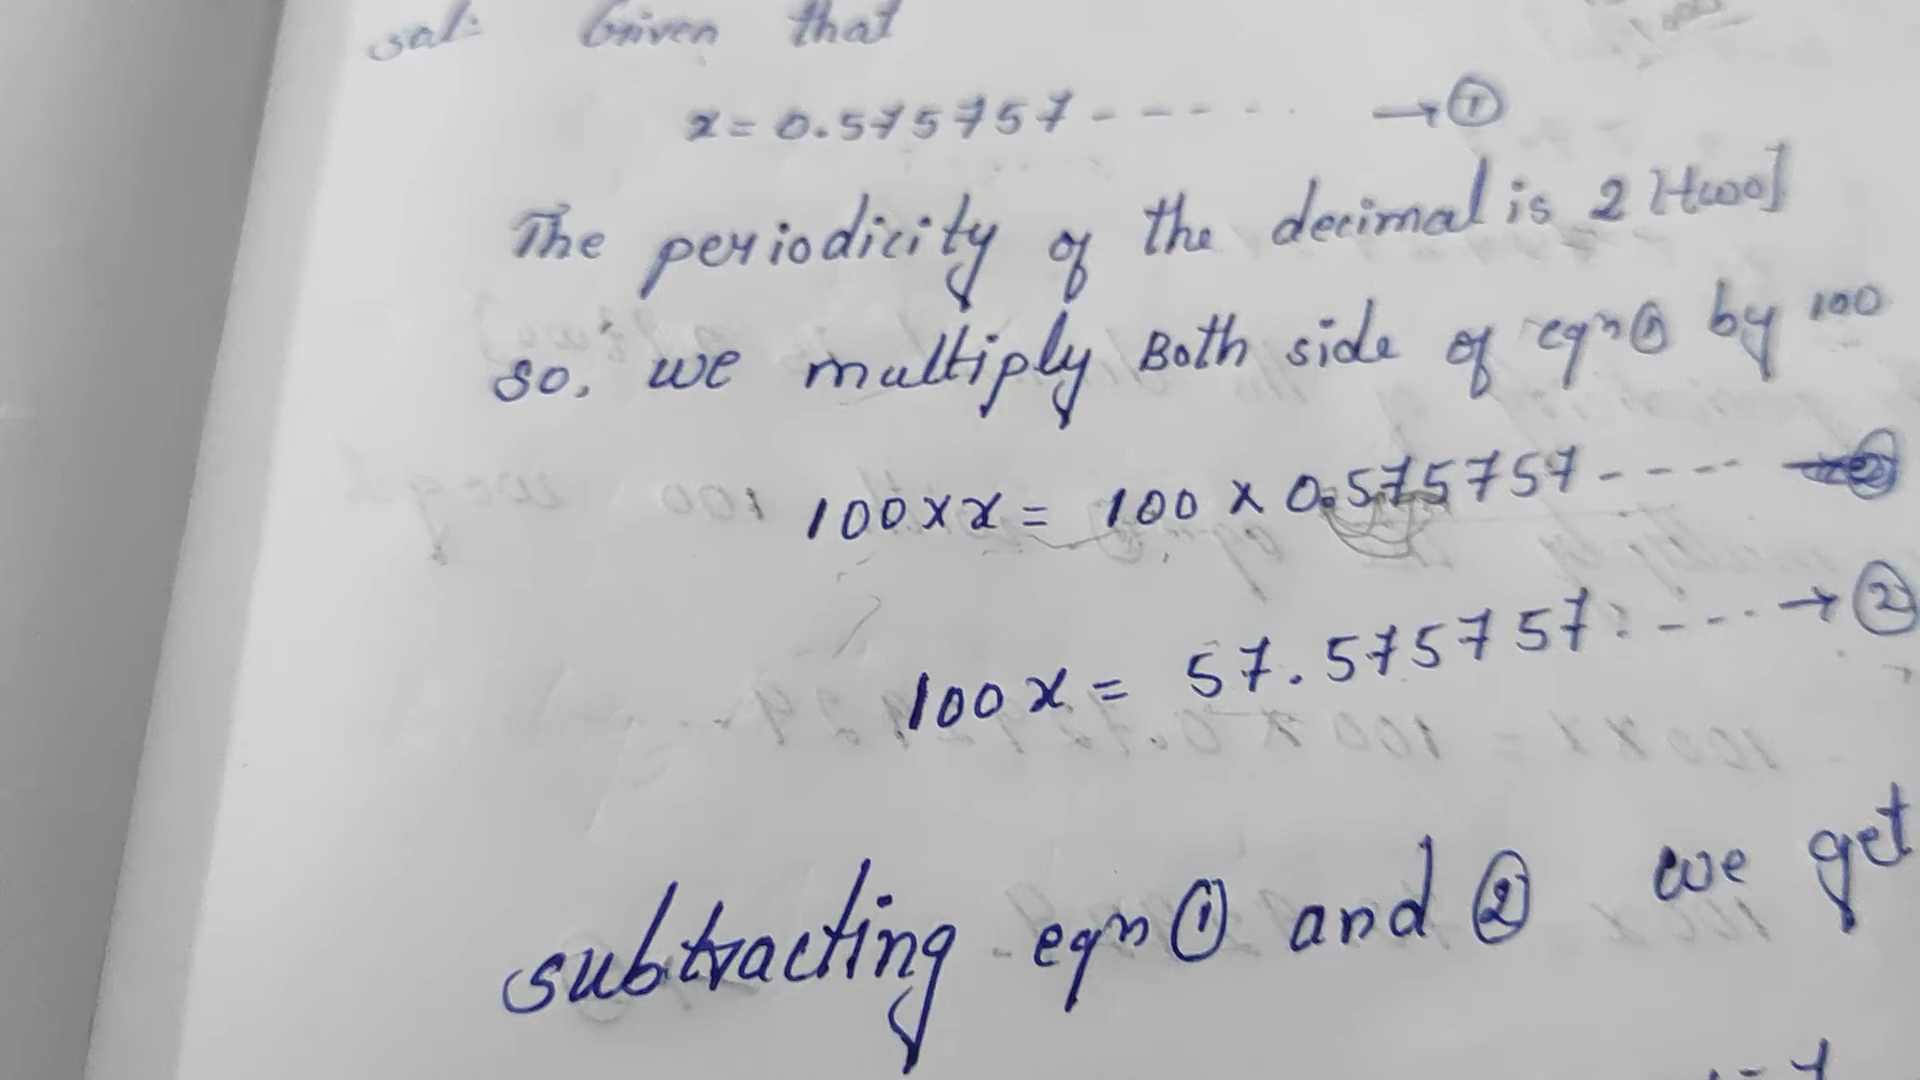 sol: Given that
x = 0.575757 - - - - - → ①
The periodicity of the decimal is 2 [two]
so, we multiply Both side of eqn ① by 100
100 x x = 100 x 0.575757 - - - -
100 x = 57.575757 - - - - → ②
subtracting eqn ① and ② we get